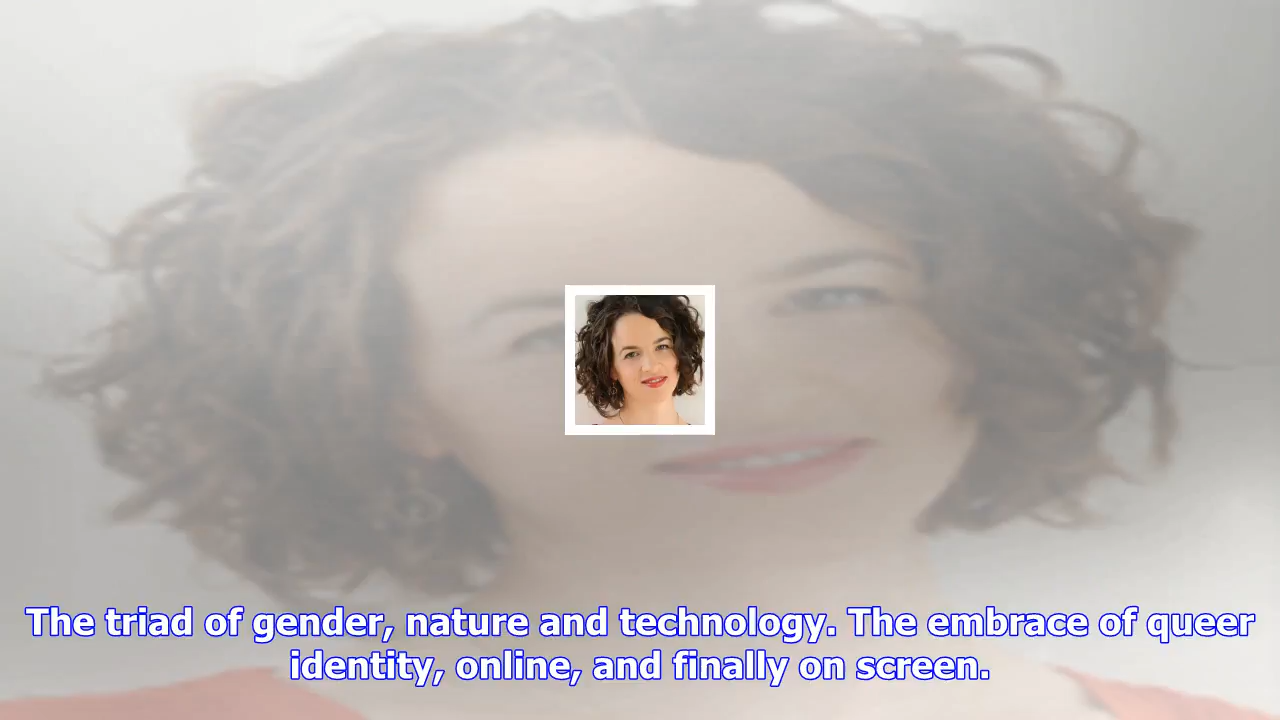 The triad of gender, nature and technology. The embrace of queer
identity, online, and finally on screen.